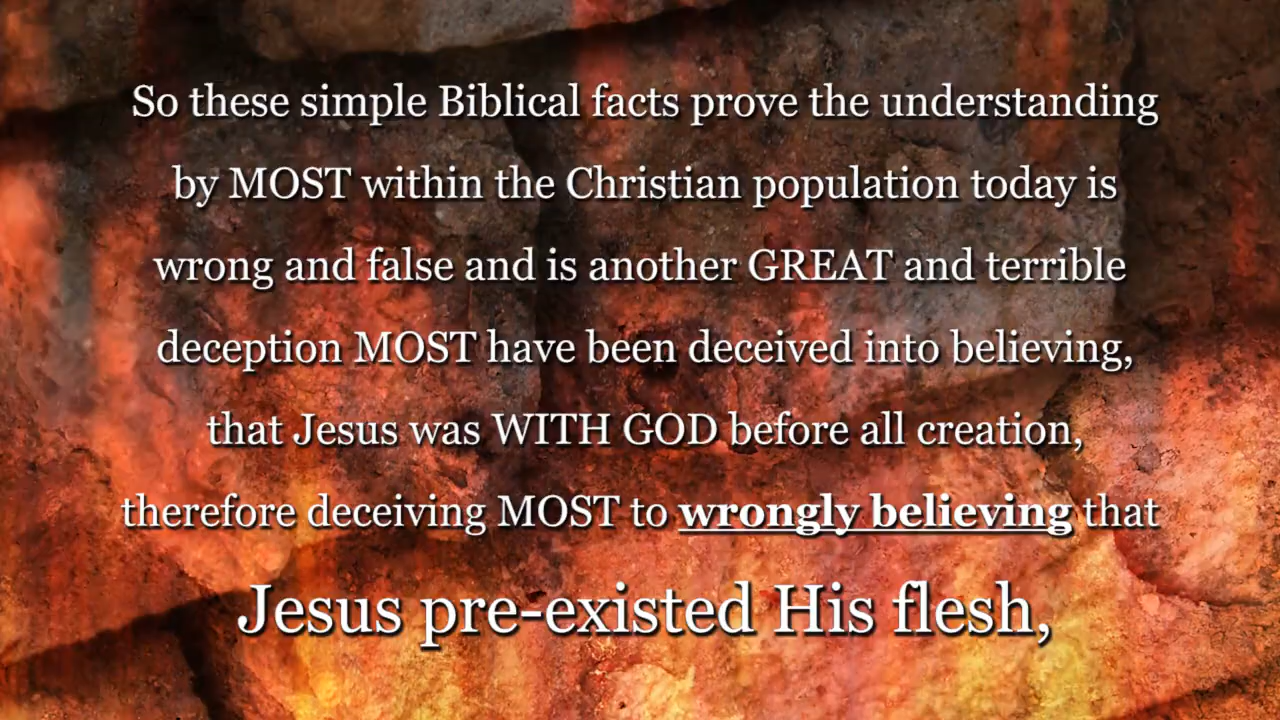 So these simple Biblical facts prove the understanding
by MOST within the Christian population today is
wrong and false and is another GREAT and terrible
deception MOST have been deceived into believing,
that Jesus was WITH GOD before all creation,
therefore deceiving MOST to wrongly believing that
Jesus pre-existed His flesh,